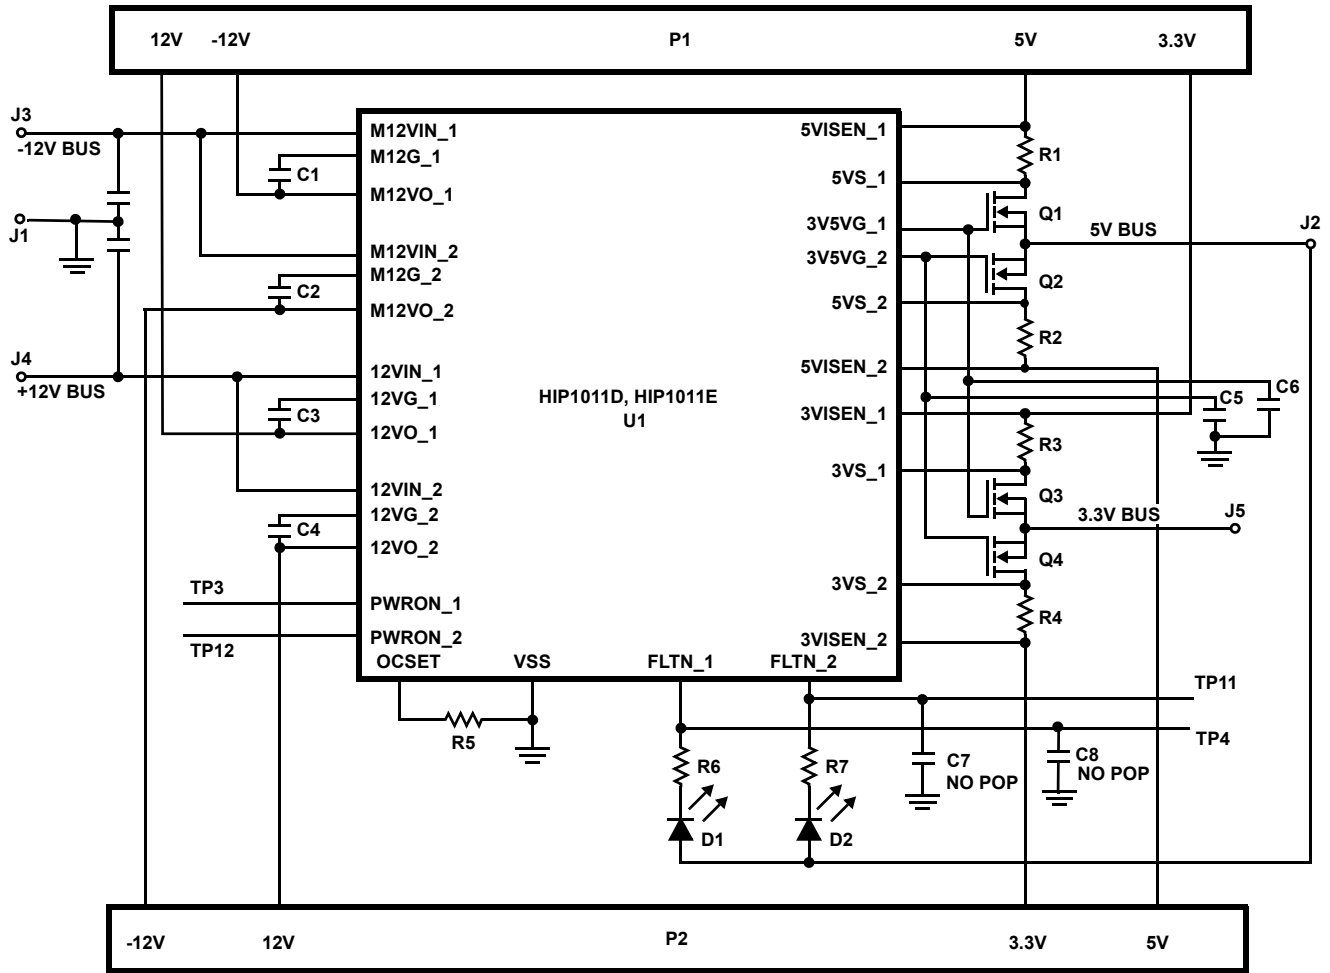 12V -12V P1 5V 3.3V
J3
-12V BUS
J1
J4
+12V BUS
M12VIN_1
M12G_1
C1
M12VO_1
M12VIN_2
M12G_2
C2
M12VO_2
12VIN_1
12VG_1
C3
12VO_1
12VIN_2
12VG_2
C4
12VO_2
TP3
PWRON_1
TP12
PWRON_2
OCSET VSS FLTN_1 FLTN_2
HIP1011D, HIP1011E
U1
5VISEN_1
R1
5VS_1
Q1
3V5VG_1
5V BUS
J2
3V5VG_2
Q2
5VS_2
R2
5VISEN_2
C5 C6
3VISEN_1
R3
3VS_1
Q3
3.3V BUS
J5
Q4
3VS_2
R4
3VISEN_2
TP11
TP4
R5
R6
R7
C7
NO POP
C8
NO POP
D1
D2
-12V 12V P2 3.3V 5V